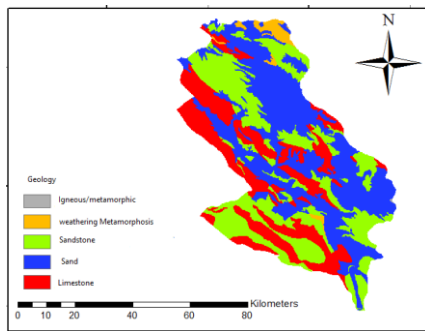 N
Geology
Igneous/metamorphic
weathering Metamorphosis
Sandstone
Sand
Limestone
Kilometers
0 10 20 40 60 80